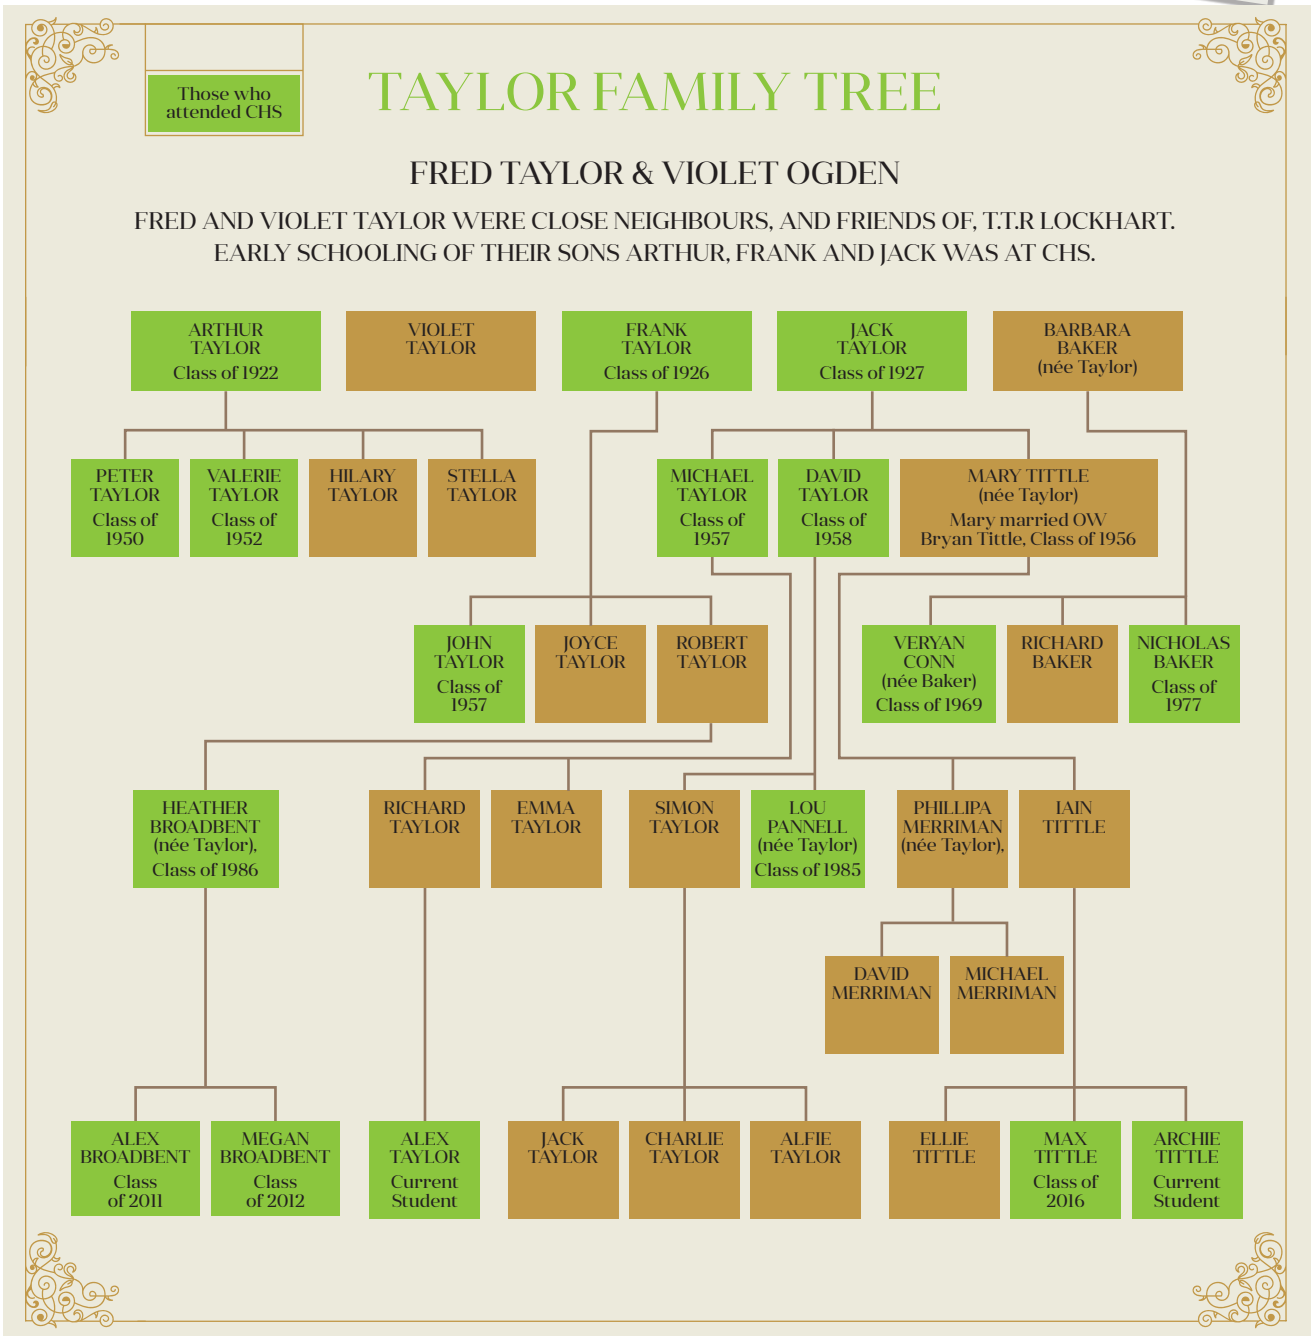 Those who
attended CHS
TAYLOR FAMILY TREE
FRED TAYLOR & VIOLET OGDEN
FRED AND VIOLET TAYLOR WERE CLOSE NEIGHBOURS, AND FRIENDS OF, T.T.R LOCKHART.
EARLY SCHOOLING OF THEIR SONS ARTHUR, FRANK AND JACK WAS AT CHS.
ARTHUR
TAYLOR
Class of 1922
VIOLET
TAYLOR
FRANK
TAYLOR
Class of 1926
JACK
TAYLOR
Class of 1927
BARBARA
BAKER
(née Taylor)
PETER
TAYLOR
Class of
1950
VALERIE
TAYLOR
Class of
1952
HILARY
TAYLOR
STELLA
TAYLOR
MICHAEL
TAYLOR
Class of
1957
DAVID
TAYLOR
Class of
1958
MARY TITTLE
(née Taylor)
Mary married OW
Bryan Tittle, Class of 1956
JOHN
TAYLOR
Class of
1957
JOYCE
TAYLOR
ROBERT
TAYLOR
VERYAN
CONN
(née Baker)
Class of 1969
RICHARD
BAKER
NICHOLAS
BAKER
Class of
1977
HEATHER
BROADBENT
(née Taylor),
Class of 1986
RICHARD
TAYLOR
EMMA
TAYLOR
SIMON
TAYLOR
LOU
PANNELL
(née Taylor)
Class of 1985
PHILLIPA
MERRIMAN
(née Taylor),
IAIN
TITTLE
DAVID
MERRIMAN
MICHAEL
MERRIMAN
ALEX
BROADBENT
Class
of 2011
MEGAN
BROADBENT
Class
of 2012
ALEX
TAYLOR
Current
Student
JACK
TAYLOR
CHARLIE
TAYLOR
ALFIE
TAYLOR
ELLIE
TITTLE
MAX
TITTLE
Class of
2016
ARCHIE
TITTLE
Current
Student